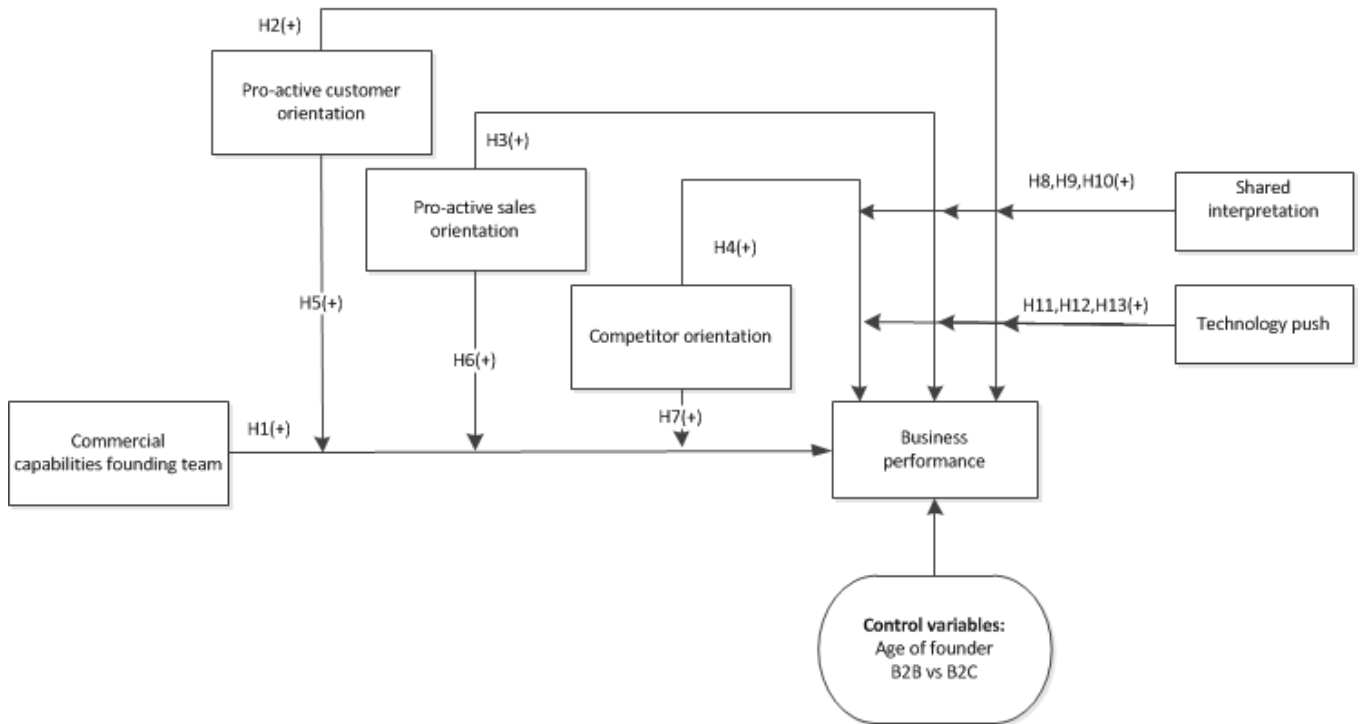 H2(+)
Pro-active customer
orientation
H3(+)
Pro-active sales
orientation
H8,H9,H10(+)
Shared
interpretation
H4(+)
H5(+)
Competitor orientation
H11,H12,H13(+)
Technology push
H6(+)
H7(+)
H1(+)
Commercial
capabilities founding team
Business
performance
Control variables:
Age of founder
B2B vs B2C